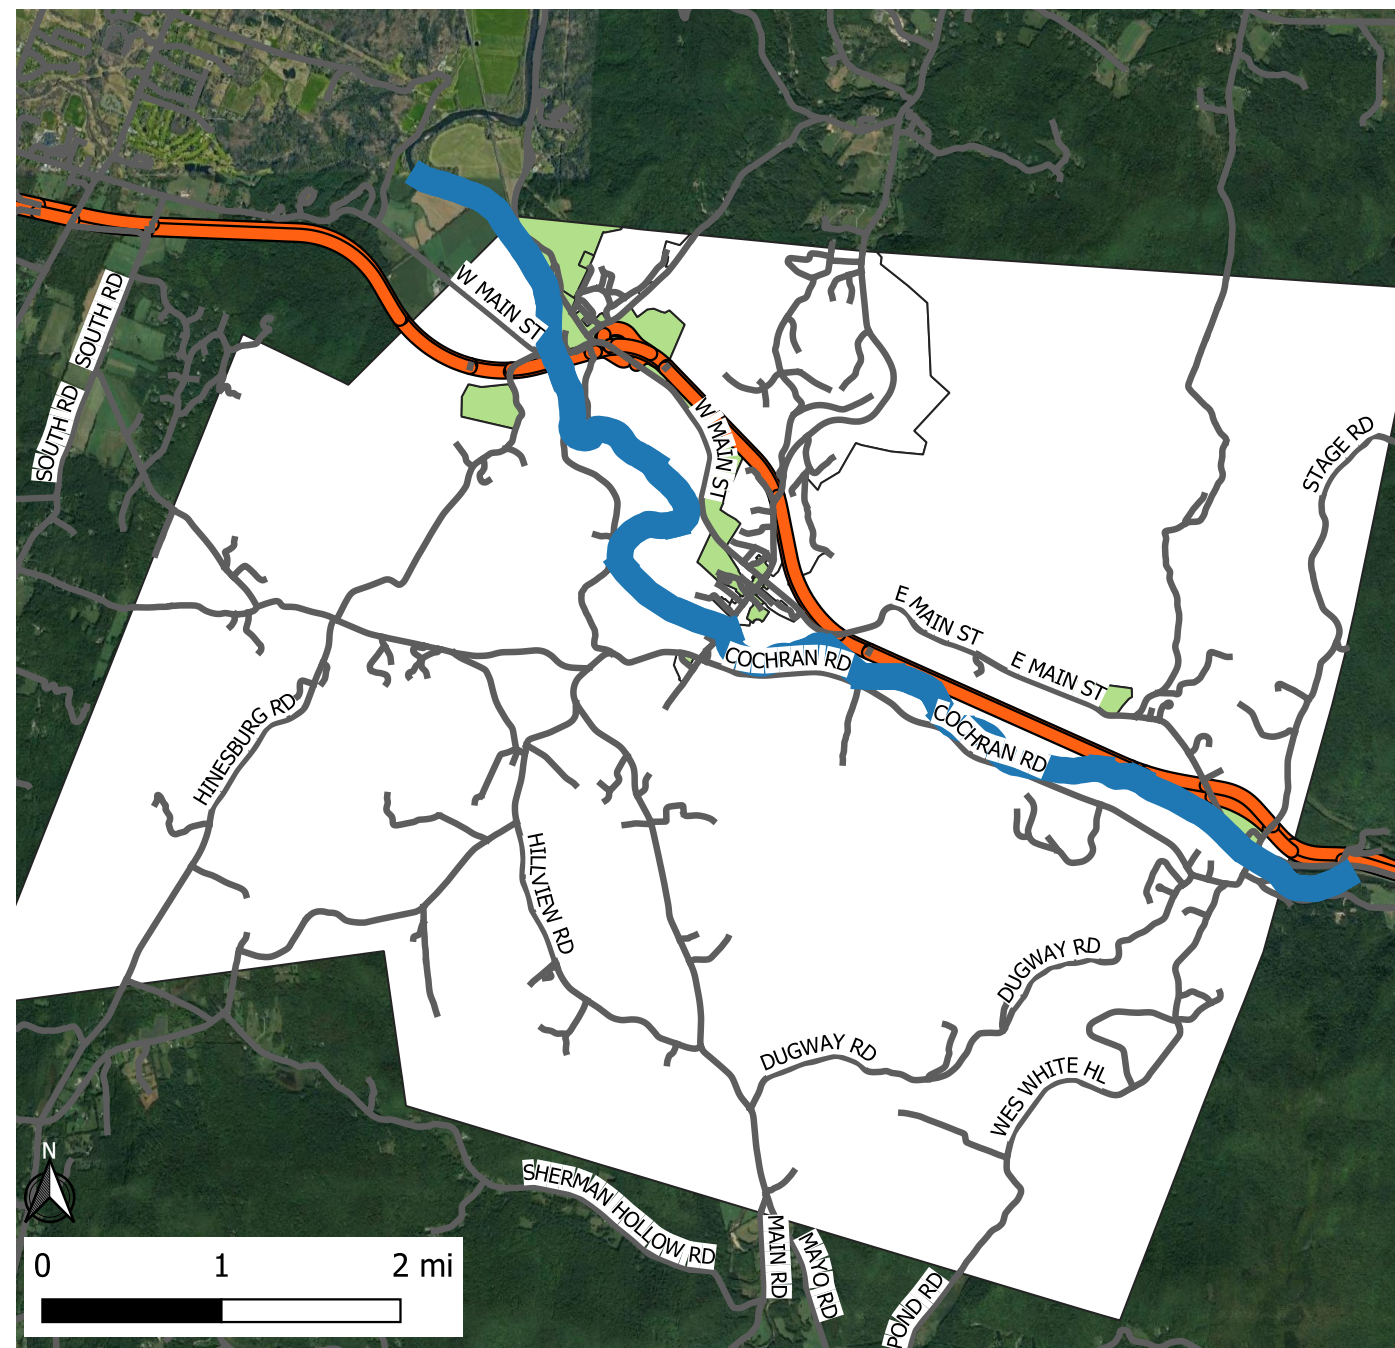 SOUTH RD
W MAIN ST
SOUTH RD
W MAIN ST
STAGE RD
E MAIN ST
E MAIN ST
COCHRAN RD
COCHRAN RD
HINESBURG RD
HILLVIEW RD
DUGWAY RD
DUGWAY RD
WES WHITE HL
SHERMAN HOLLOW RD
MAIN RD
MAYO RD
POND RD
N
0 1 2 mi